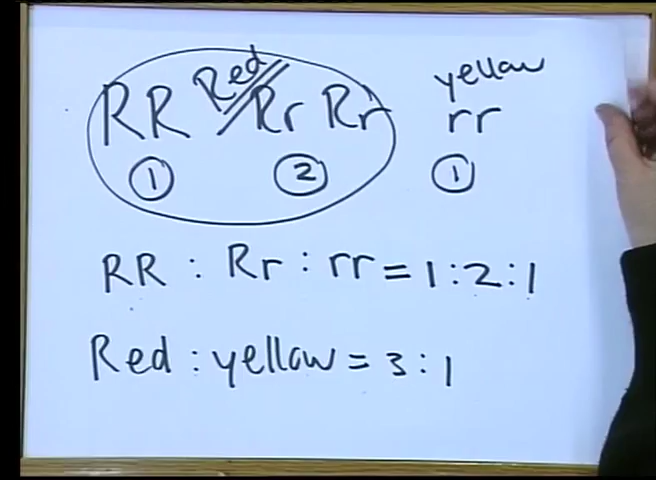 Red yellow
RR Rr Rr rr
1 2 1
RR : Rr : rr = 1:2:1
Red : yellow = 3:1